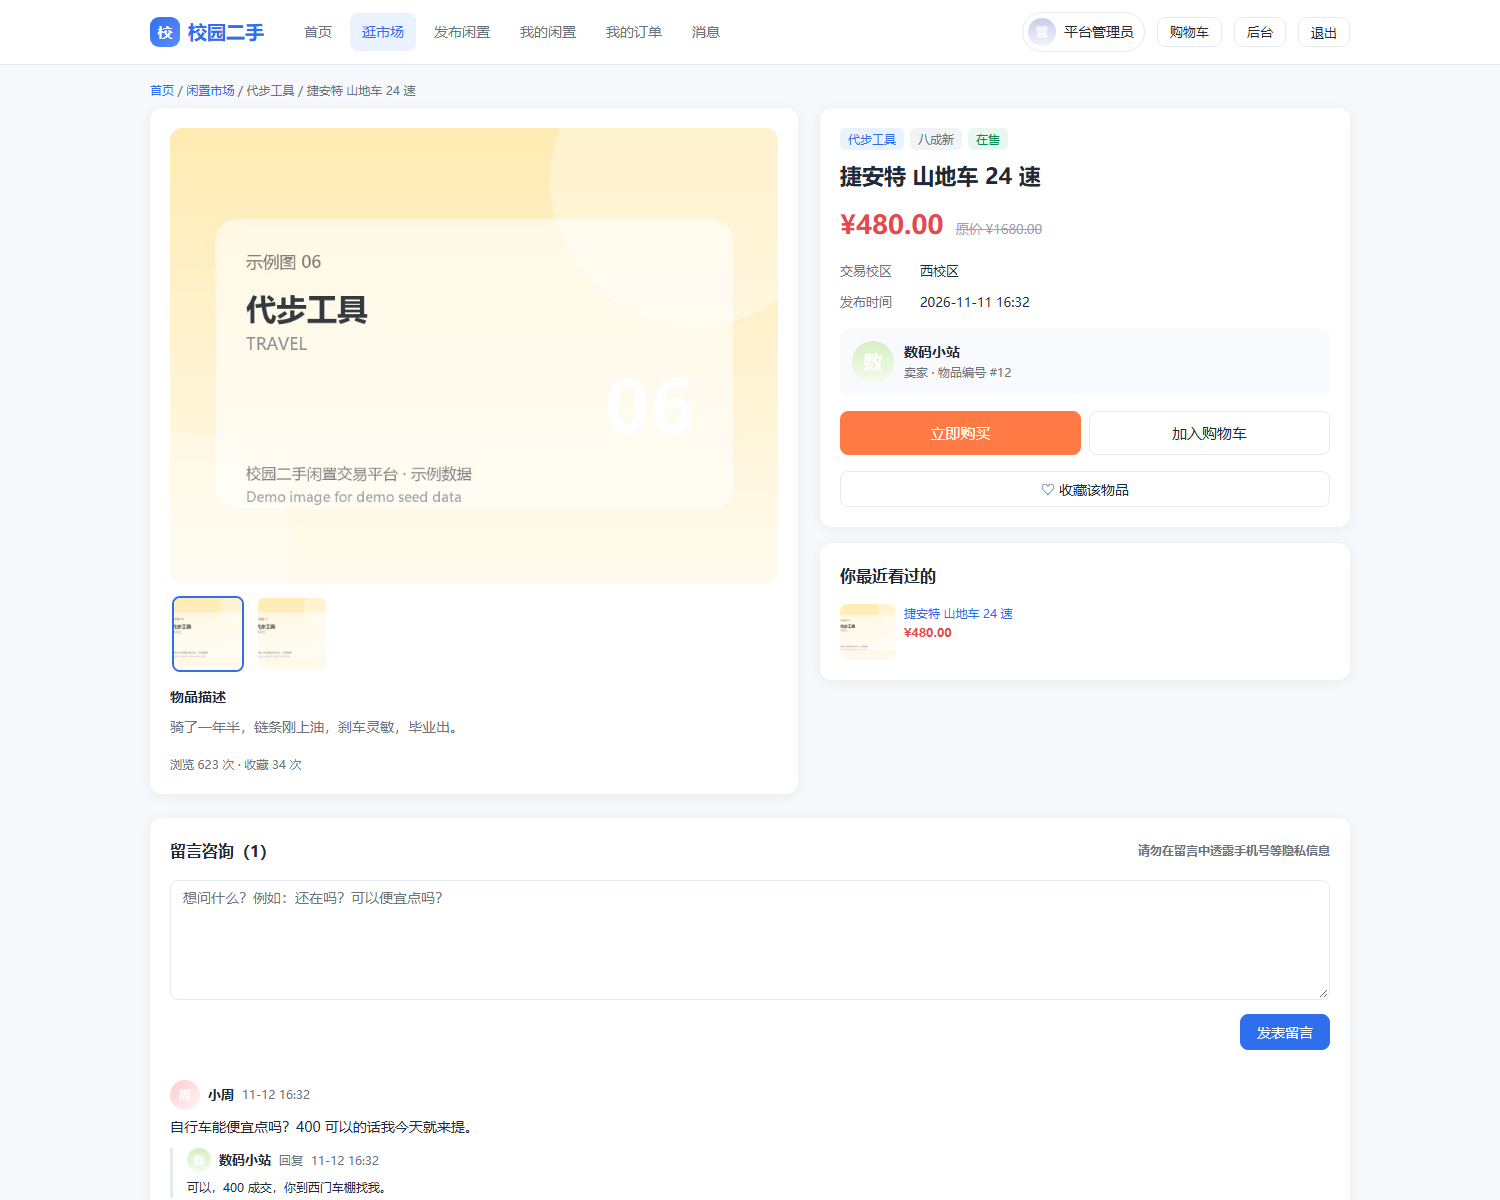 校 校园二手 首页 逛市场 发布闲置 我的闲置 我的订单 消息 管 平台管理员 购物车 后台 退出
首页 / 闲置市场 / 代步工具 / 捷安特 山地车 24 速
示例图 06
代步工具
TRAVEL
06
校园二手闲置交易平台 · 示例数据
Demo image for demo seed data
物品描述
骑了一年半，链条刚上油，刹车灵敏，毕业出。
浏览 623 次 · 收藏 34 次
代步工具 八成新 在售
捷安特 山地车 24 速
¥480.00 原价 ¥1680.00
交易校区 西校区
发布时间 2026-11-11 16:32
数 数码小站
卖家 · 物品编号 #12
立即购买 加入购物车
♡ 收藏该物品
你最近看过的
捷安特 山地车 24 速
¥480.00
留言咨询（1） 请勿在留言中透露手机号等隐私信息
想问什么？例如：还在吗？可以便宜点吗？
发表留言
周 小周 11-12 16:32
自行车能便宜点吗？400 可以的话我今天就来提。
数 数码小站 回复 11-12 16:32
可以，400 成交，你到西门车棚找我。